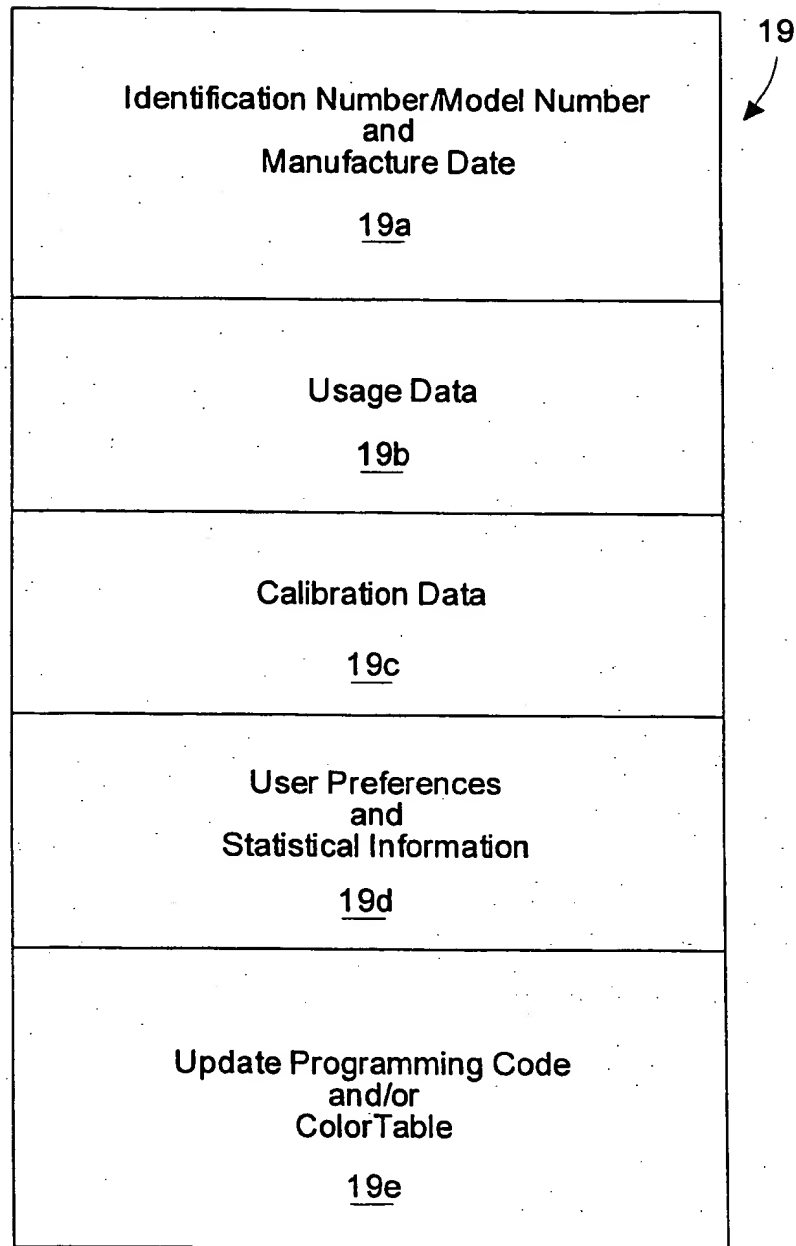 19
Identification Number/Model Number
and
Manufacture Date
19a
Usage Data
19b
Calibration Data
19c
User Preferences
and
Statistical Information
19d
Update Programming Code
and/or
ColorTable
19e